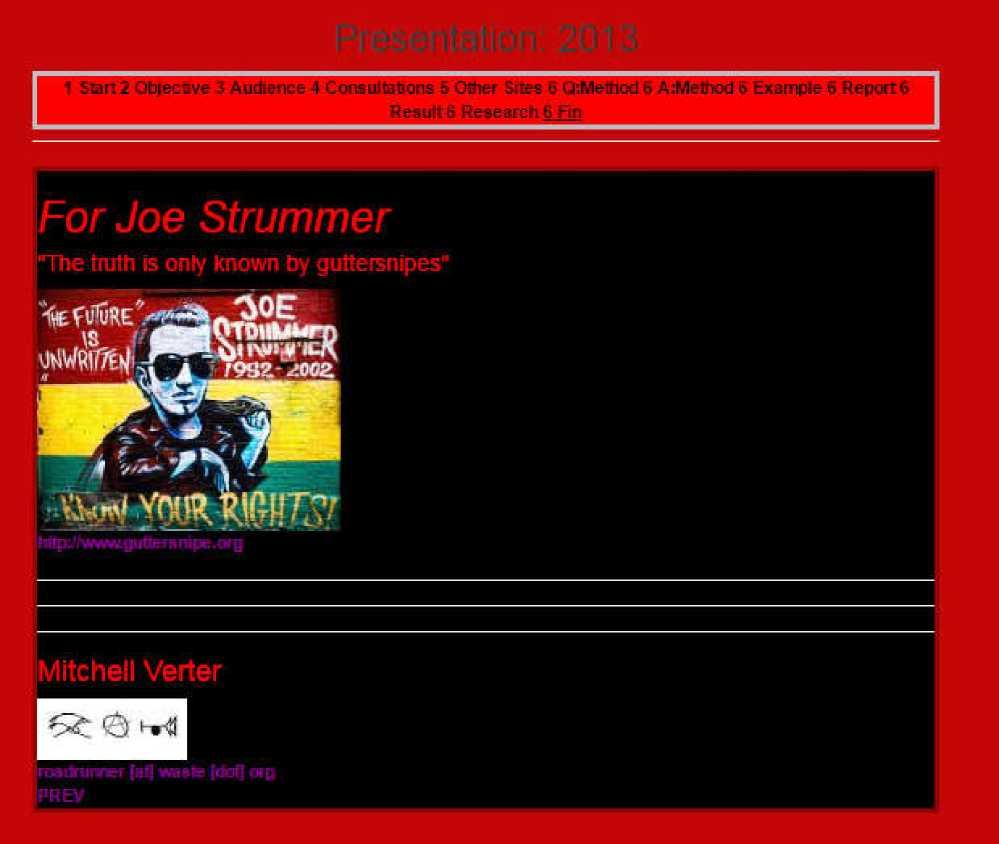 Presentation: 2013
1 Start 2 Objective 3 Audience 4 Consultations 5 Other Sites 6 Q:Method 6 A:Method 6 Example 6 Report 6
Result 6 Research 6 Fin
For Joe Strummer
"The truth is only known by guttersnipes"
"THE FUTURE"
IS
UNWRITTEN
"
JOE
STRUMMER
1952-2002
KNOW YOUR RIGHTS!
http://www.guttersnipe.org
Mitchell Verter
roadrunner [at] waste [dot] org
PREV